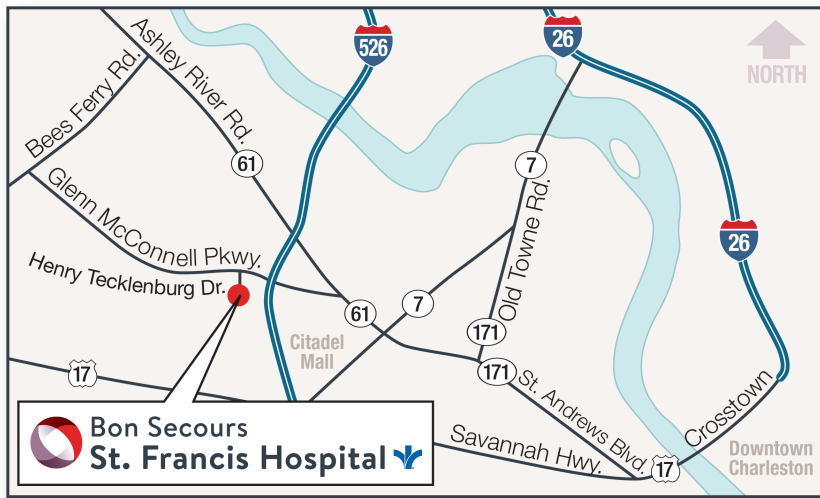 526
26
NORTH
Ashley River Rd.
Bees Ferry Rd.
61
7
Glenn McConnell Pkwy.
Old Towne Rd.
26
Henry Tecklenburg Dr.
7
61
171
Citadel
Mall
171
17
St. Andrews Blvd.
Crosstown
Savannah Hwy.
17
Downtown
Charleston
Bon Secours
St. Francis Hospital